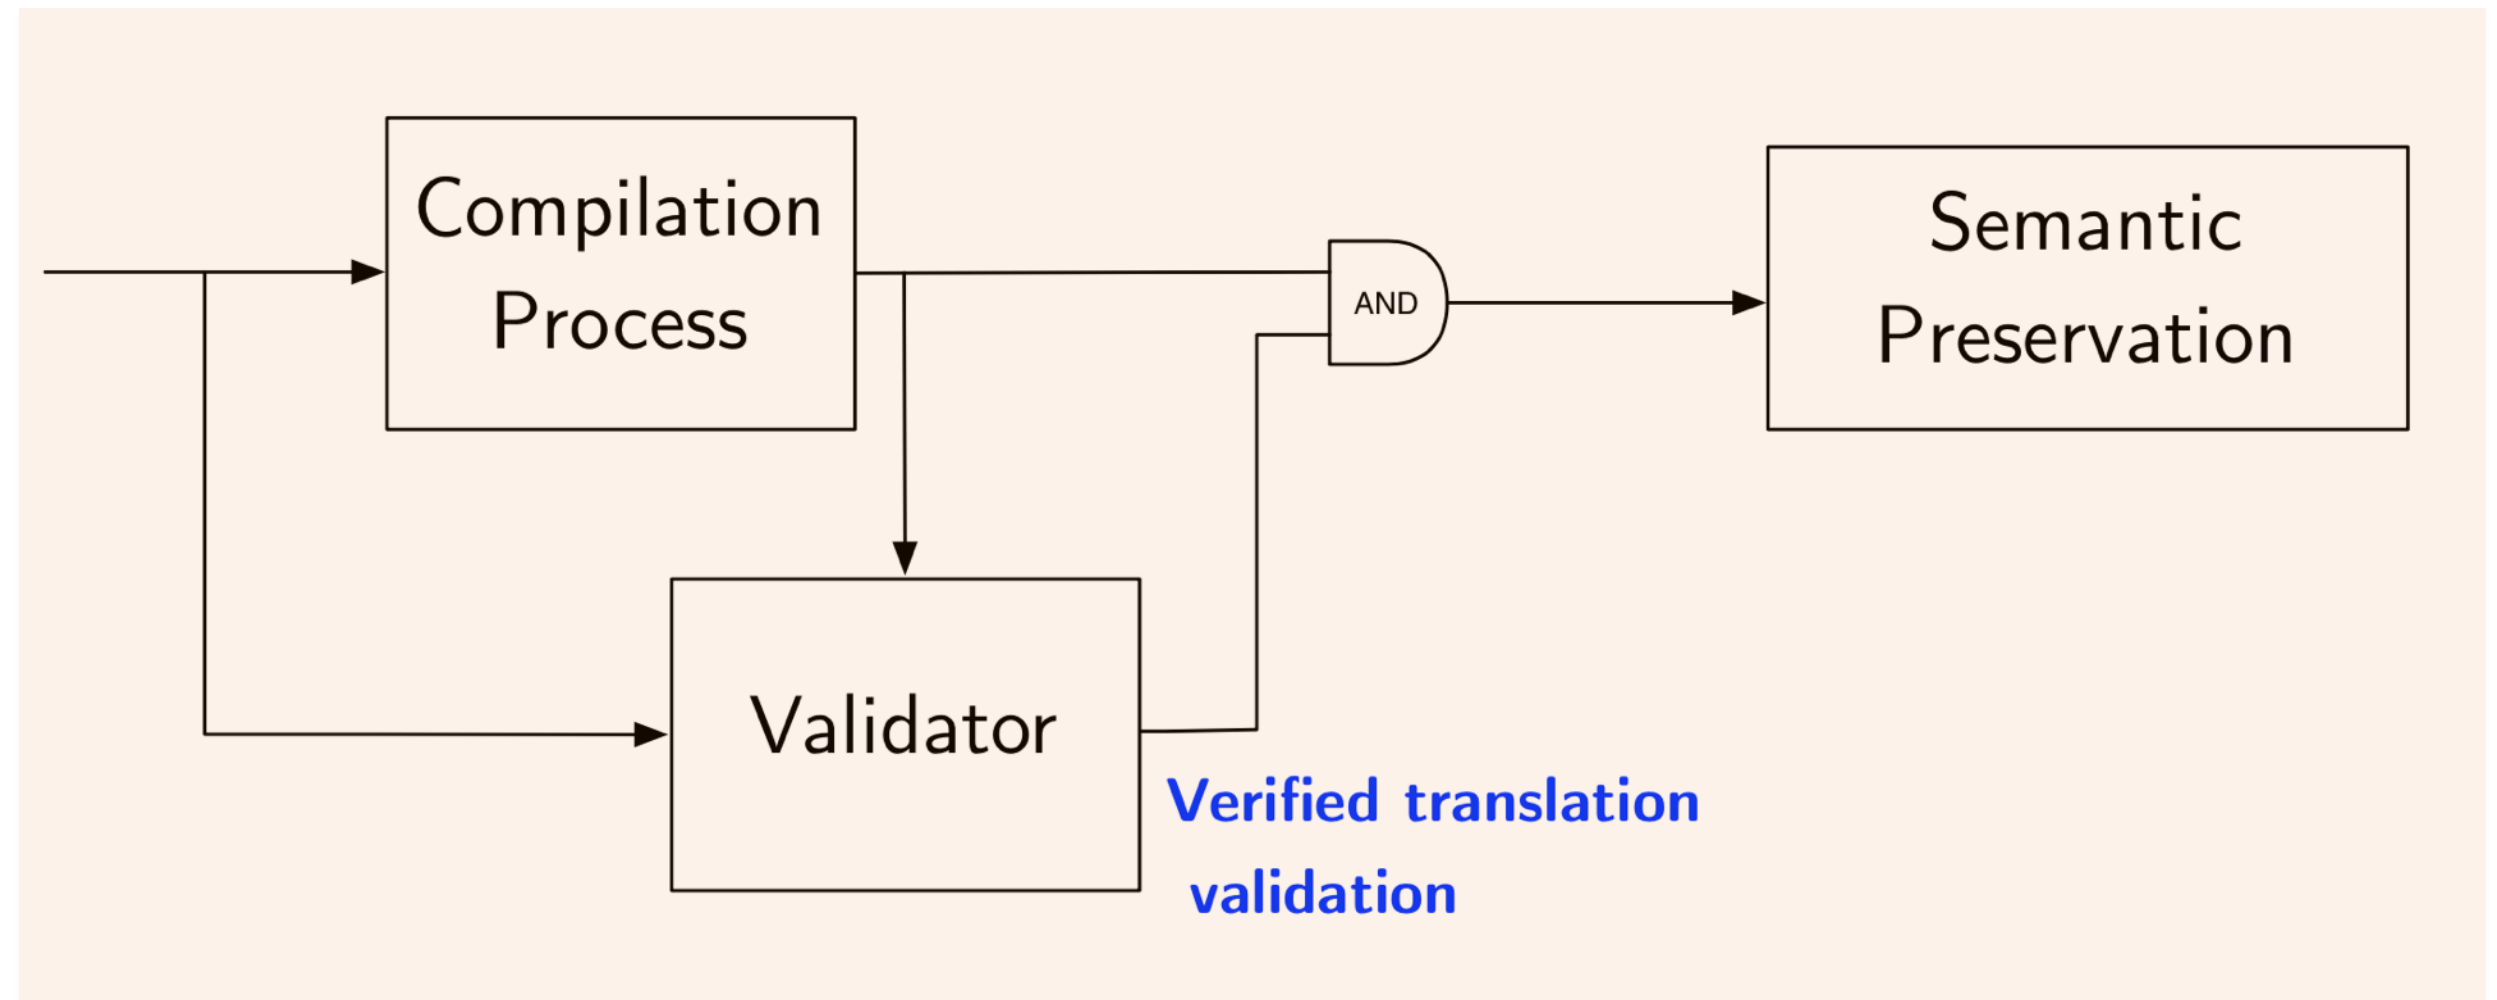 Compilation
Process
AND
Semantic
Preservation
Validator
Verified translation
validation